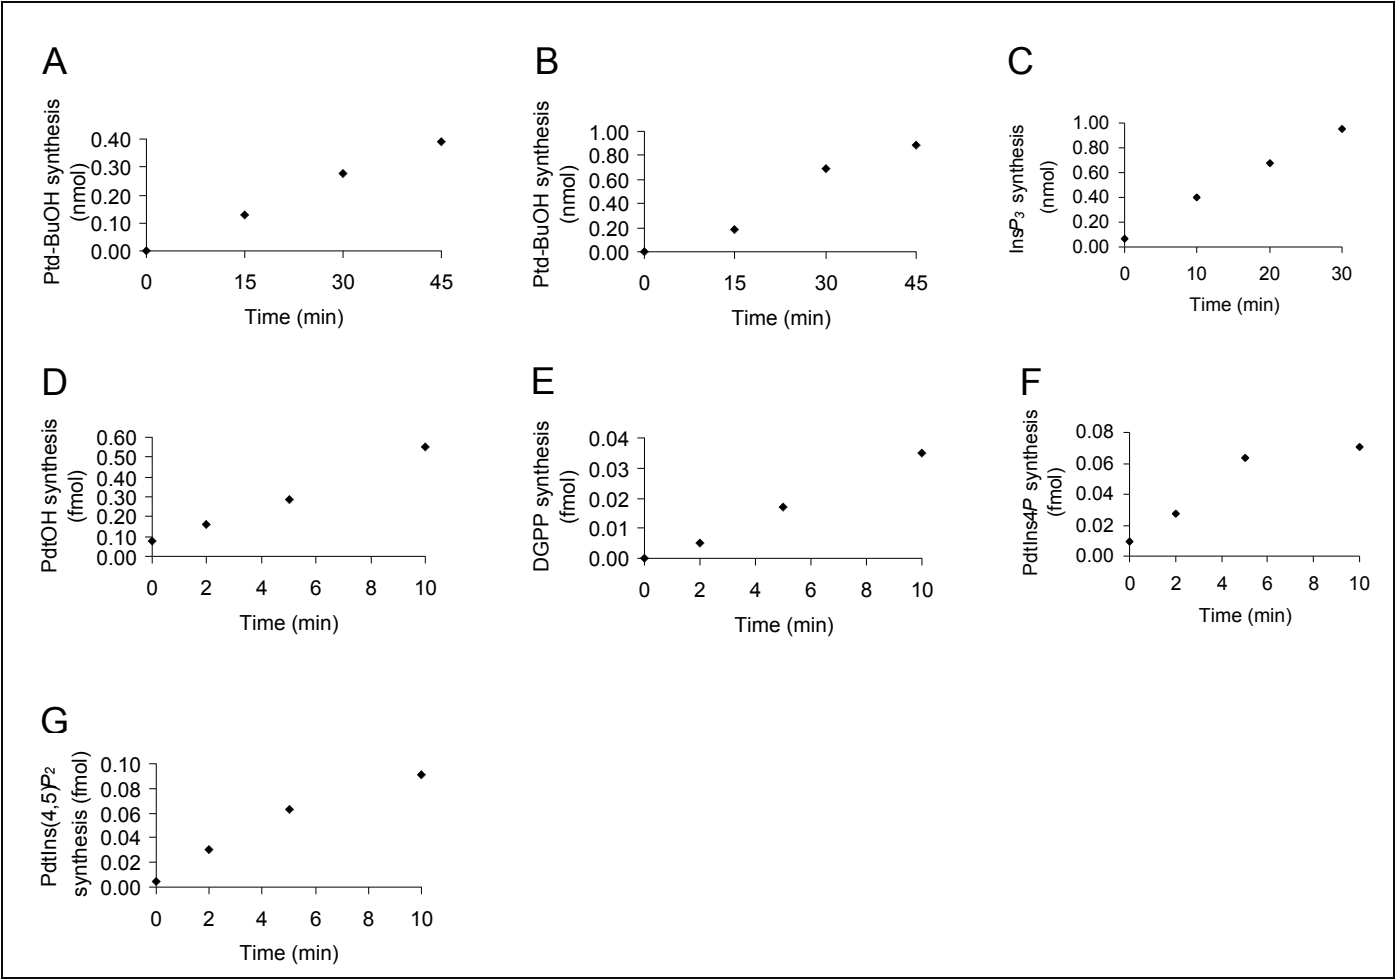 A
Ptd-BuOH synthesis
(nmol)
0.40
0.30
0.20
0.10
0.00
0 15 30 45
Time (min)
B
Ptd-BuOH synthesis
(nmol)
1.00
0.80
0.60
0.40
0.20
0.00
0 15 30 45
Time (min)
C
InsP3 synthesis
(nmol)
1.00
0.80
0.60
0.40
0.20
0.00
0 10 20 30
Time (min)
D
PdtOH synthesis
(fmol)
0.60
0.50
0.40
0.30
0.20
0.10
0.00
0 2 4 6 8 10
Time (min)
E
DGPP synthesis
(fmol)
0.04
0.03
0.02
0.01
0.00
0 2 4 6 8 10
Time (min)
F
PdtIns4P synthesis
(fmol)
0.08
0.06
0.04
0.02
0.00
0 2 4 6 8 10
Time (min)
G
PdtIns(4,5)P2
synthesis (fmol)
0.10
0.08
0.06
0.04
0.02
0.00
0 2 4 6 8 10
Time (min)